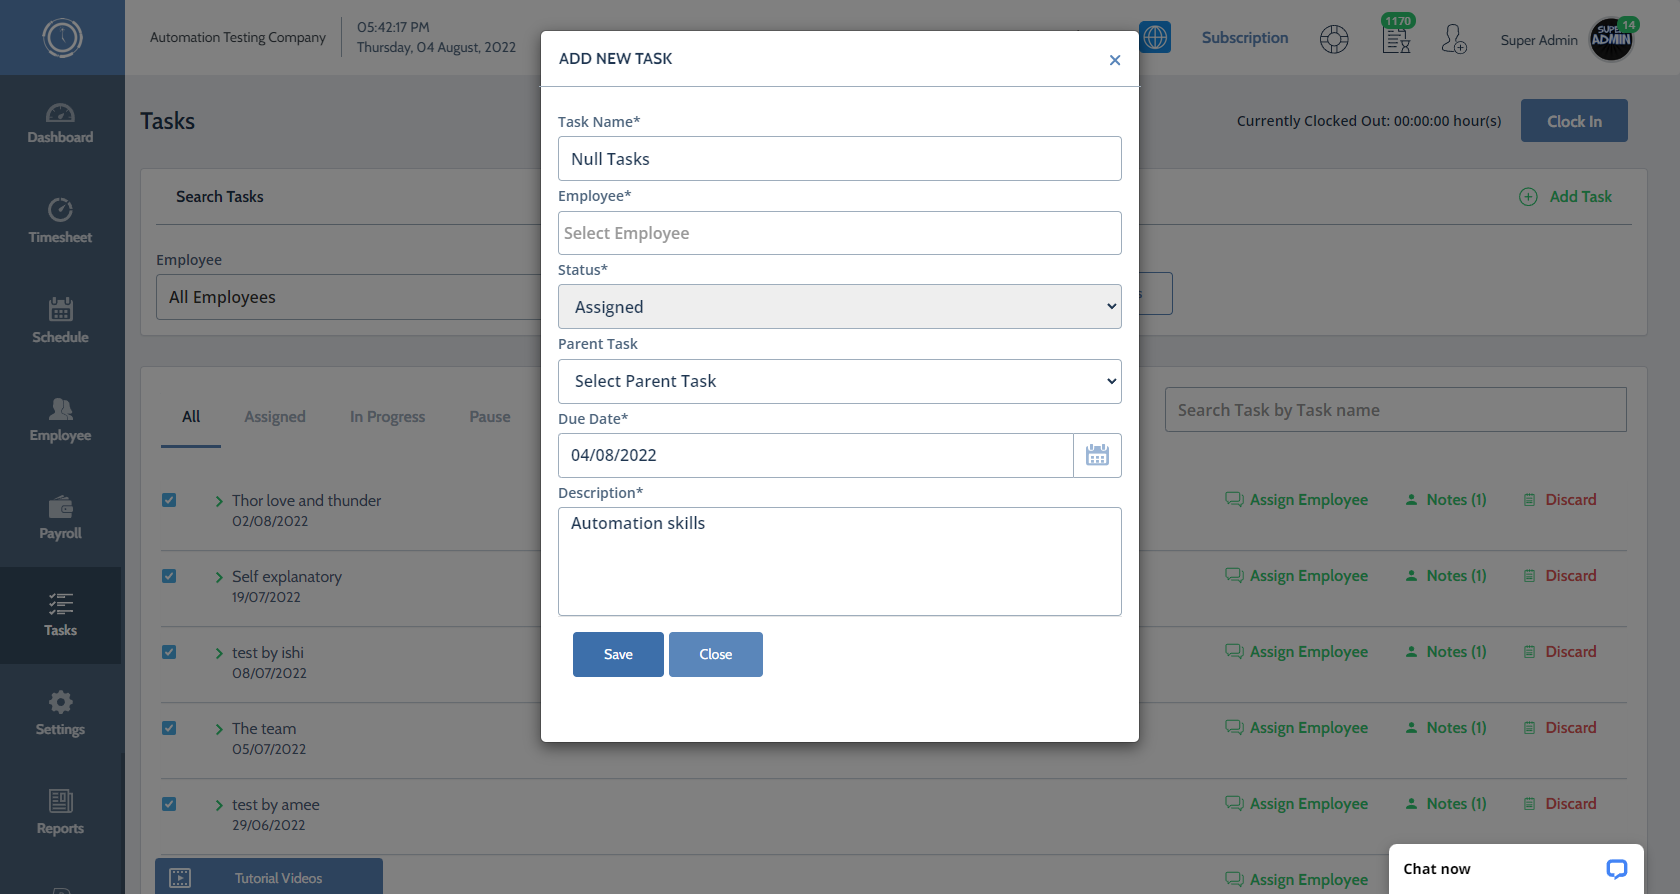 Automation Testing Company
05:42:17 PM
Thursday, 04 August, 2022
Subscription
1170
Super Admin
SUPER
ADMIN
14
Dashboard
Timesheet
Schedule
Employee
Payroll
Tasks
Settings
Reports
Tasks
Currently Clocked Out: 00:00:00 hour(s)
Clock In
Search Tasks
Add Task
Employee
All Employees
All
Assigned
In Progress
Pause
Search Task by Task name
Thor love and thunder
02/08/2022
Assign Employee
Notes (1)
Discard
Self explanatory
19/07/2022
Assign Employee
Notes (1)
Discard
test by ishi
08/07/2022
Assign Employee
Notes (1)
Discard
The team
05/07/2022
Assign Employee
Notes (1)
Discard
test by amee
29/06/2022
Assign Employee
Notes (1)
Discard
Assign Employee
Tutorial Videos
Chat now
ADD NEW TASK
×
Task Name*
Null Tasks
Employee*
Select Employee
Status*
Assigned
Parent Task
Select Parent Task
Due Date*
04/08/2022
Description*
Automation skills
Save
Close